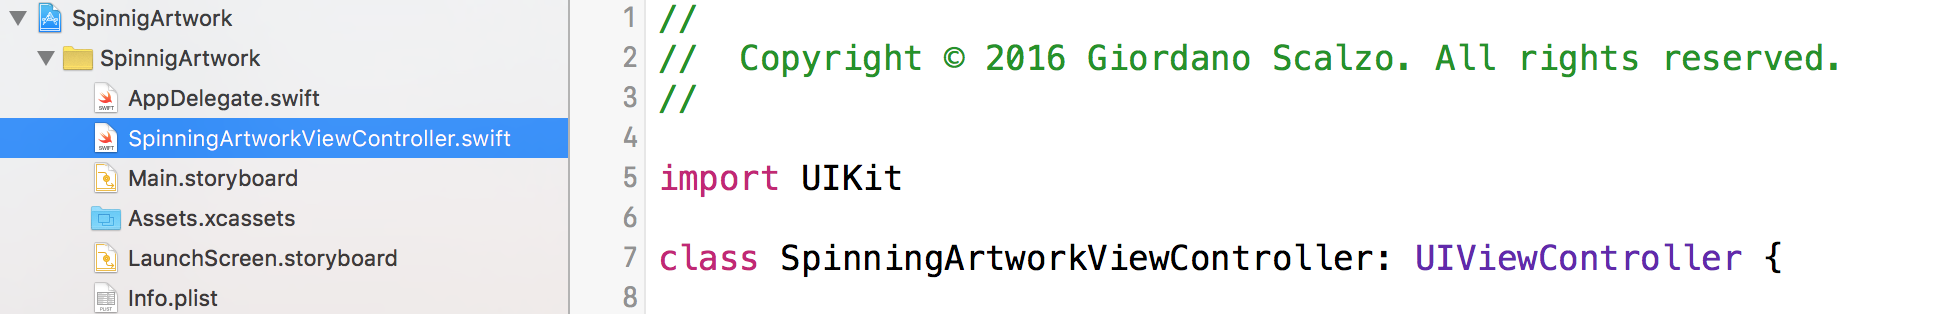 SpinnigArtwork
SpinnigArtwork
AppDelegate.swift
SpinningArtworkViewController.swift
Main.storyboard
Assets.xcassets
LaunchScreen.storyboard
Info.plist
1 //
2 //  Copyright © 2016 Giordano Scalzo. All rights reserved.
3 //
4
5 import UIKit
6
7 class SpinningArtworkViewController: UIViewController {
8